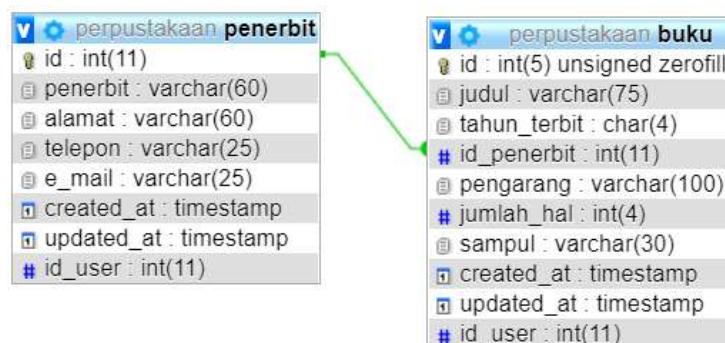 perpustakaan penerbit
id : int(11)
penerbit : varchar(60)
alamat : varchar(60)
telepon : varchar(25)
e_mail : varchar(25)
created_at : timestamp
updated_at : timestamp
# id_user : int(11)
perpustakaan buku
id : int(5) unsigned zerofill
judul : varchar(75)
tahun_terbit : char(4)
# id_penerbit : int(11)
pengarang : varchar(100)
# jumlah_hal : int(4)
sampul : varchar(30)
created_at : timestamp
updated_at : timestamp
# id_user : int(11)